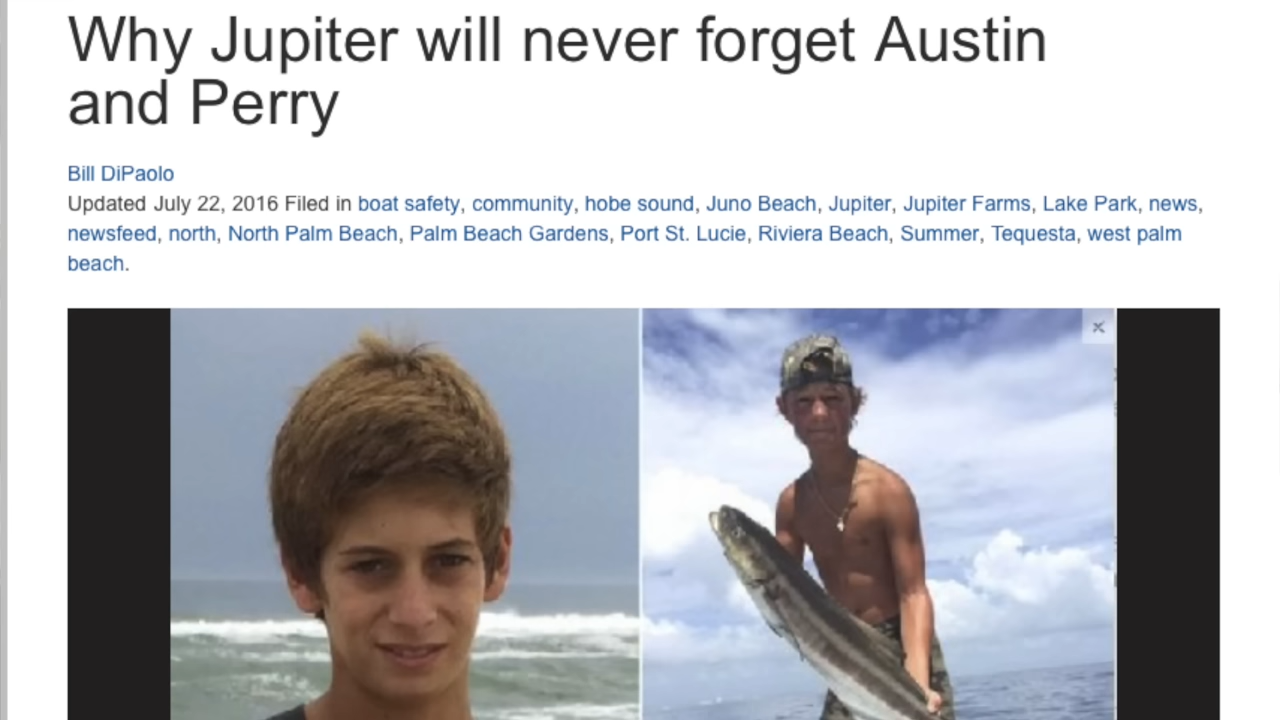 Why Jupiter will never forget Austin
and Perry
Bill DiPaolo
Updated July 22, 2016 Filed in boat safety, community, hobe sound, Juno Beach, Jupiter, Jupiter Farms, Lake Park, news,
newsfeed, north, North Palm Beach, Palm Beach Gardens, Port St. Lucie, Riviera Beach, Summer, Tequesta, west palm
beach.